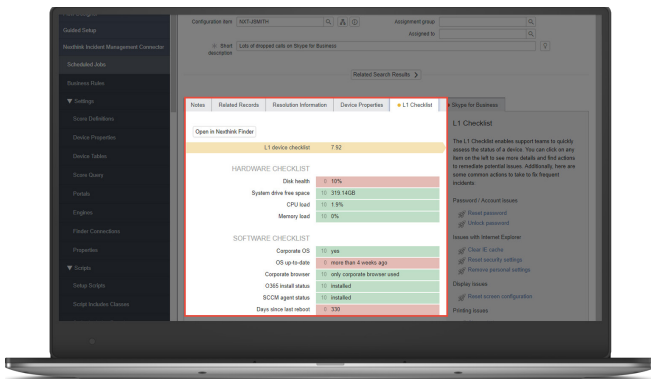 Guided Setup
Nexthink Incident Management Connector
Scheduled Jobs
Business Rules
▼ Settings
Score Definitions
Device Properties
Device Tables
Score Query
Portals
Engines
Finder Connections
Properties
▼ Scripts
Setup Scripts
Script Includes Classes
Configuration item NXT-JSMITH
Assignment group
Assigned to
Short description Lots of dropped calls on Skype for Business
Related Search Results
Notes Related Records Resolution Information Device Properties L1 Checklist Skype for Business
Open in Nexthink Finder
L1 device checklist 7.92
HARDWARE CHECKLIST
Disk health 0 10%
System drive free space 10 319.14GB
CPU load 10 1.9%
Memory load 10 0%
SOFTWARE CHECKLIST
Corporate OS 10 yes
OS up-to-date 0 more than 4 weeks ago
Corporate browser 10 only corporate browser used
O365 install status 10 installed
SCCM agent status 10 installed
Days since last reboot 0 330
L1 Checklist
The L1 Checklist enables support teams to quickly
assess the status of a device. You can click on any
item on the left to see more details and find actions
to remediate potential issues. Additionally, here are
some common actions to take to fix frequent
incidents.
Password / Account issues
Reset password
Unlock password
Issues with Internet Explorer
Clear IE cache
Reset security settings
Remove personal settings
Display issues
Reset screen configuration
Printing issues